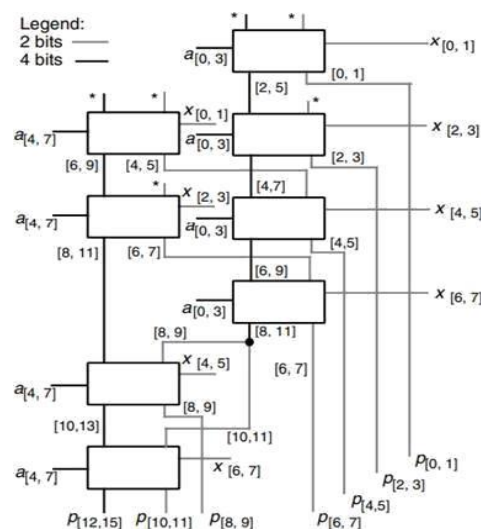 Legend:
2 bits
4 bits
* *
x[0, 1]
a[0, 3]
[2, 5] [0, 1]
* * *
x[0, 1] x[2, 3]
a[4, 7] a[0, 3]
[6, 9] [4, 5] [2, 3]
* [4,7]
x[2, 3] x[4, 5]
a[4, 7] a[0, 3]
[8, 11] [6, 7] [4,5]
[6, 9]
x[6, 7]
a[0, 3]
[8, 9] [8, 11]
x[4, 5] [6, 7]
a[4, 7]
[8, 9]
[10,13] [10,11]
x[6, 7] p[0, 1]
a[4, 7] p[2, 3]
p[4,5]
p[12,15] p[10,11] p[8, 9] p[6, 7]